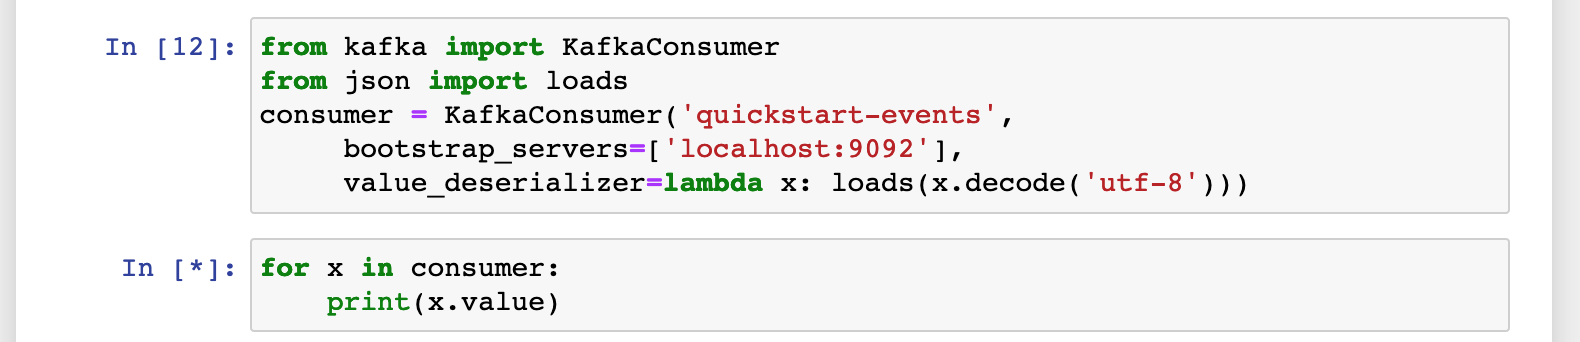 In [12]:
from kafka import KafkaConsumer
from json import loads
consumer = KafkaConsumer('quickstart-events',
     bootstrap_servers=['localhost:9092'],
     value_deserializer=lambda x: loads(x.decode('utf-8')))
In [*]:
for x in consumer:
    print(x.value)